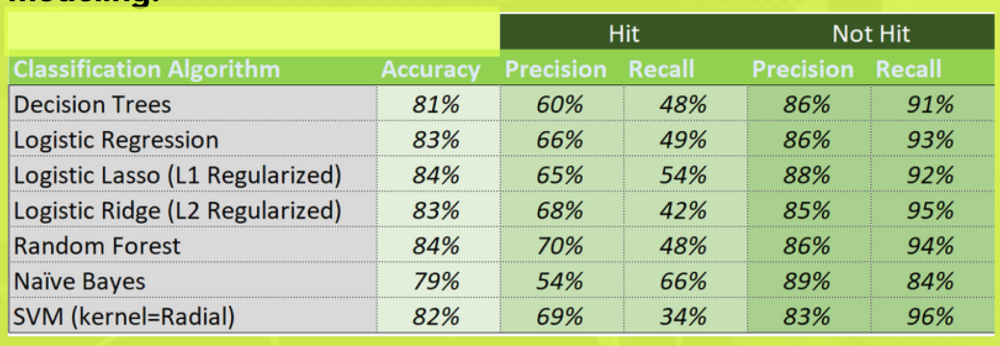 modeling:
Hit Not Hit
Classification Algorithm Accuracy Precision Recall Precision Recall
Decision Trees 81% 60% 48% 86% 91%
Logistic Regression 83% 66% 49% 86% 93%
Logistic Lasso (L1 Regularized) 84% 65% 54% 88% 92%
Logistic Ridge (L2 Regularized) 83% 68% 42% 85% 95%
Random Forest 84% 70% 48% 86% 94%
Naïve Bayes 79% 54% 66% 89% 84%
SVM (kernel=Radial) 82% 69% 34% 83% 96%